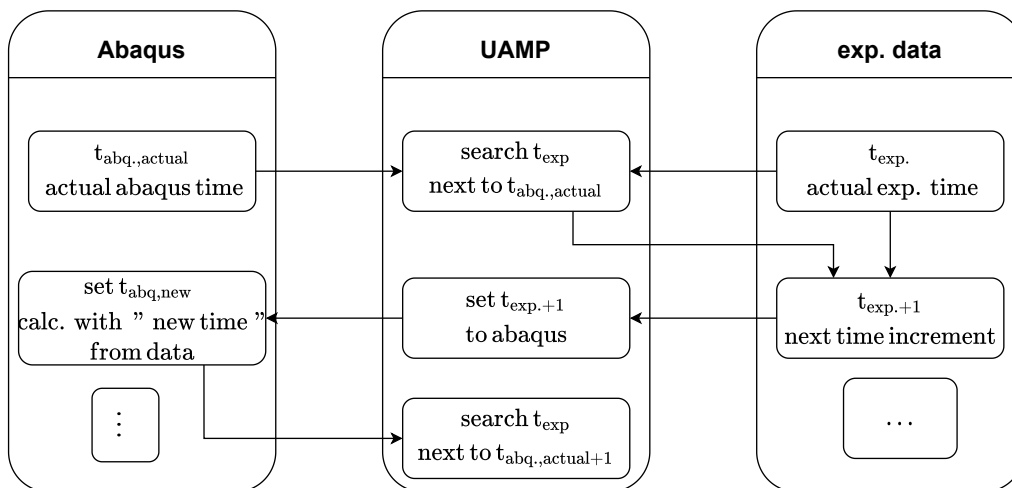 Abaqus
UAMP
exp. data
t_abq.,actual
actual abaqus time
search t_exp
next to t_abq.,actual
t_exp.
actual exp. time
set t_abq,new
calc. with " new time "
from data
set t_exp.+1
to abaqus
t_exp.+1
next time increment
⋮
search t_exp
next to t_abq.,actual+1
...